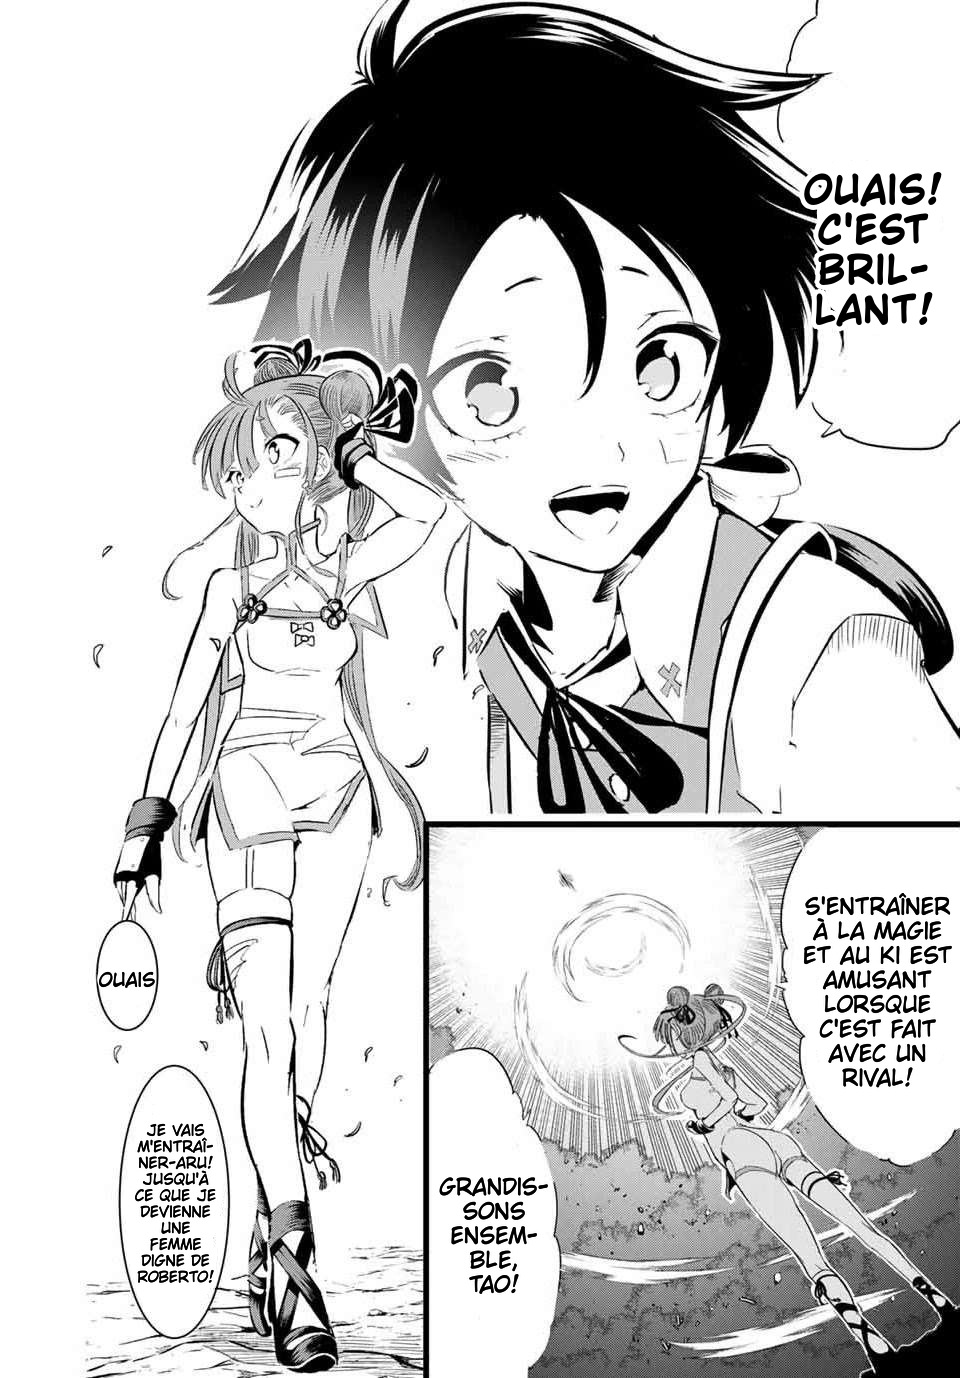 OUAIS!
C'EST
BRIL-
LANT!
S'ENTRAÎNER
À LA MAGIE
ET AU KI EST
AMUSANT
LORSQUE
C'EST FAIT
AVEC UN
RIVAL!
GRANDIS-
SONS
ENSEM-
BLE,
TAO!
OUAIS
JE VAIS
M'ENTRAÎ-
NER-ARU!
JUSQU'À
CE QUE JE
DEVIENNE
UNE
FEMME
DIGNE DE
ROBERTO!